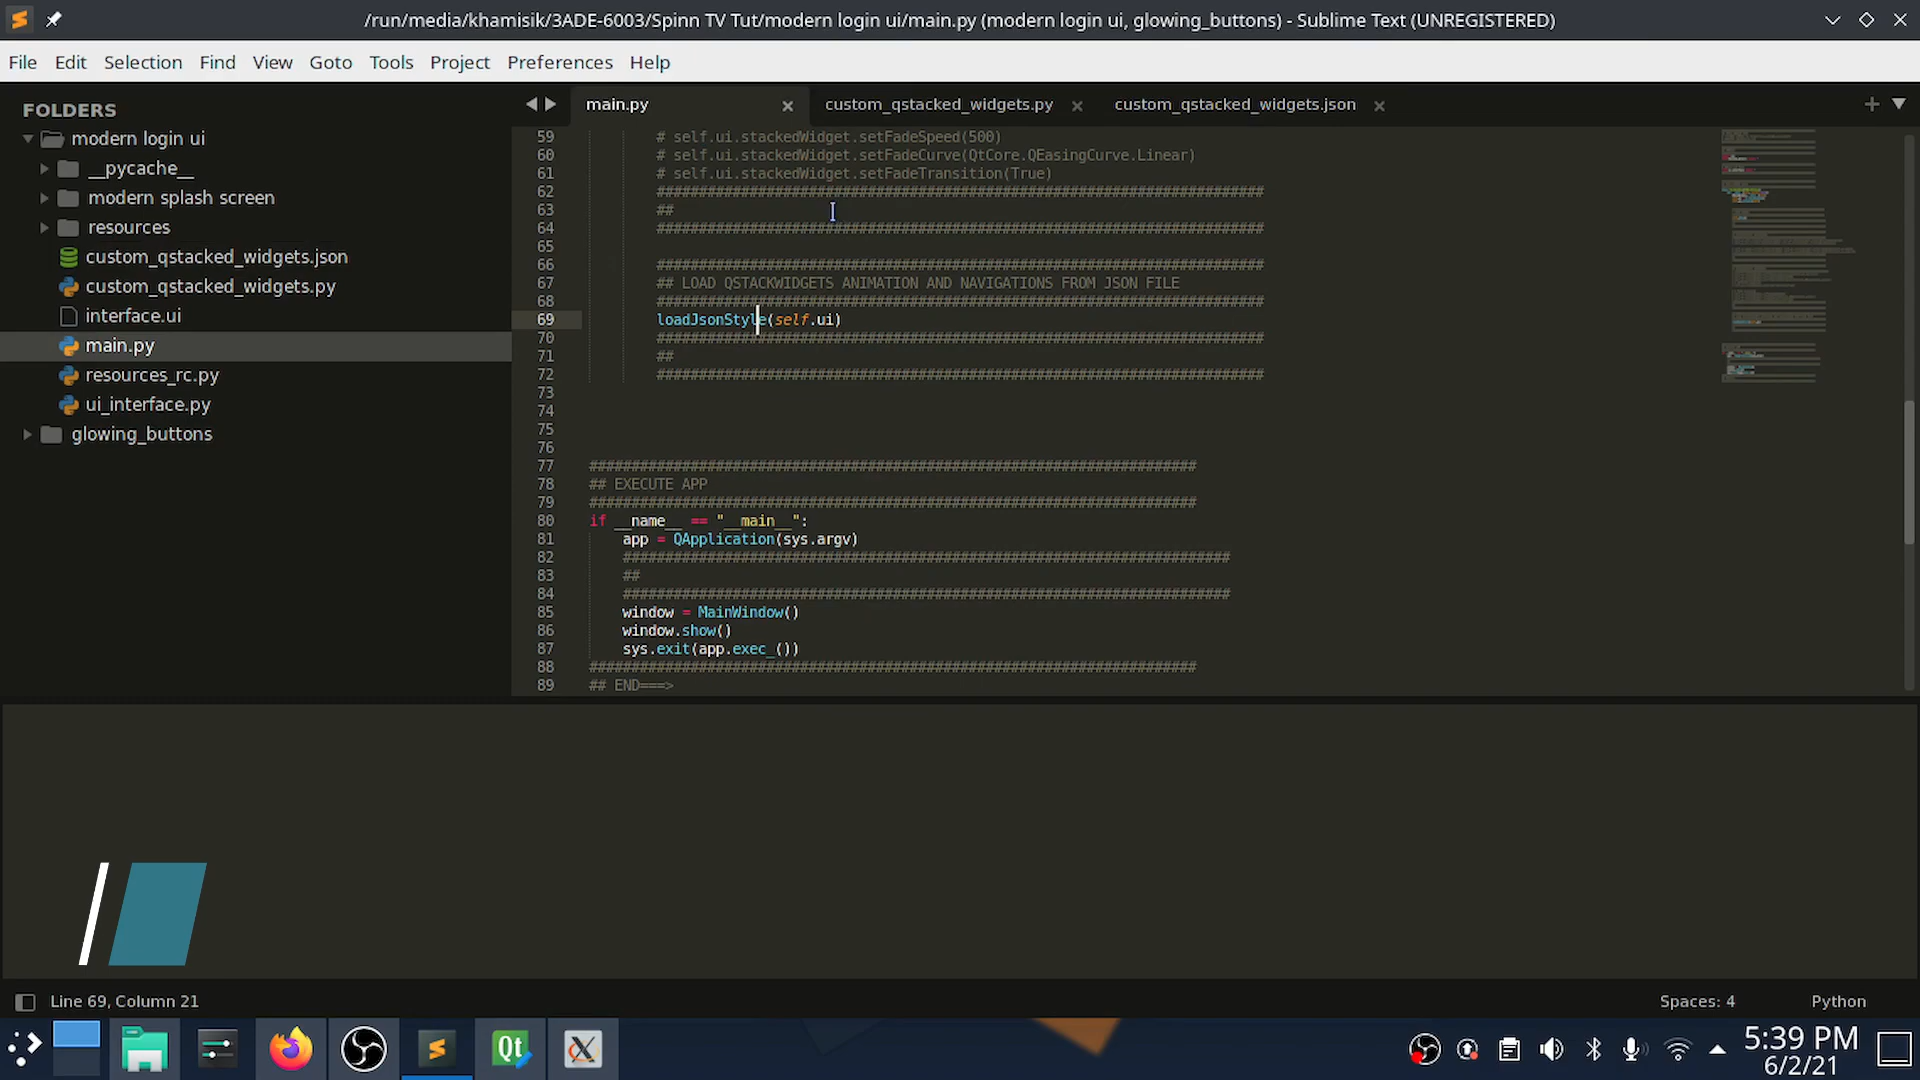 /run/media/khamisik/3ADE-6003/Spinn TV Tut/modern login ui/main.py (modern login ui, glowing_buttons) - Sublime Text (UNREGISTERED)
File Edit Selection Find View Goto Tools Project Preferences Help
FOLDERS
modern login ui
__pycache__
modern splash screen
resources
custom_qstacked_widgets.json
custom_qstacked_widgets.py
interface.ui
main.py
resources_rc.py
ui_interface.py
glowing_buttons
main.py custom_qstacked_widgets.py custom_qstacked_widgets.json
59 # self.ui.stackedWidget.setFadeSpeed(500)
60 # self.ui.stackedWidget.setFadeCurve(QtCore.QEasingCurve.Linear)
61 # self.ui.stackedWidget.setFadeTransition(True)
62 ########################################################################
63 ##
64 ########################################################################
65
66 ########################################################################
67 ## LOAD QSTACKWIDGETS ANIMATION AND NAVIGATIONS FROM JSON FILE
68 ########################################################################
69 loadJsonStyle(self.ui)
70 ########################################################################
71 ##
72 ########################################################################
73
74
75
76
77 ########################################################################
78 ## EXECUTE APP
79 ########################################################################
80 if __name__ == "__main__":
81 app = QApplication(sys.argv)
82 ########################################################################
83 ##
84 ########################################################################
85 window = MainWindow()
86 window.show()
87 sys.exit(app.exec_())
88 ########################################################################
89 ## END===>
Line 69, Column 21
Spaces: 4
Python
Qt
5:39 PM
6/2/21